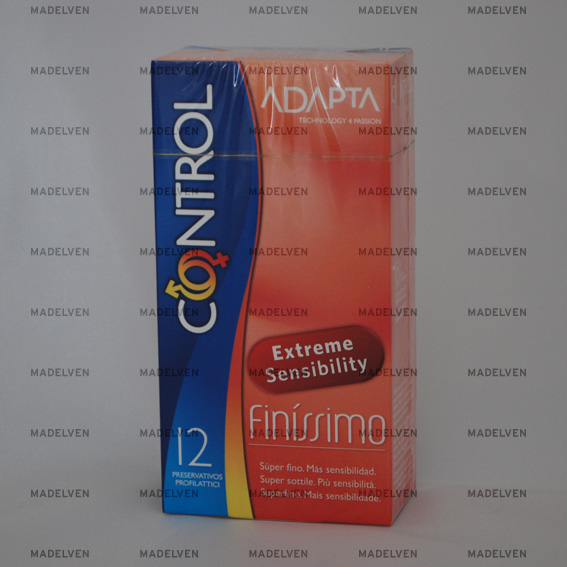 MADELVEN
CONTROL
ADAPTA
TECHNOLOGY 4 PASSION
Extreme
Sensibility
Finíssimo
12
PRESERVATIVOS
PROFILATTICI
Súper fino. Más sensibilidad.
Super sottile. Più sensibilità.
Superfino. Mais sensibilidade.